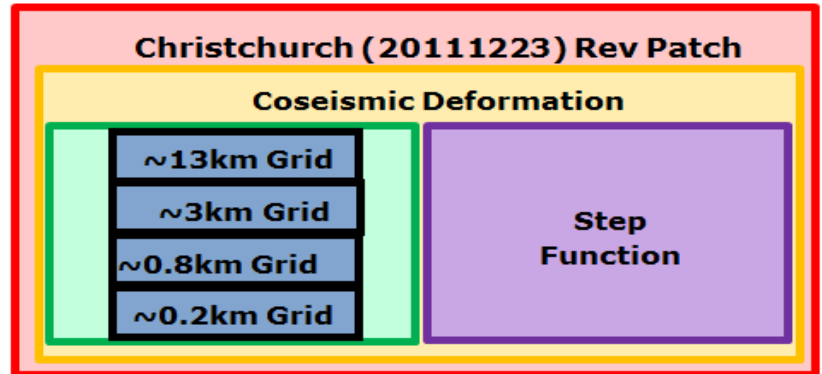 Christchurch (20111223) Rev Patch
Coseismic Deformation
~13km Grid
~3km Grid
~0.8km Grid
~0.2km Grid
Step
Function